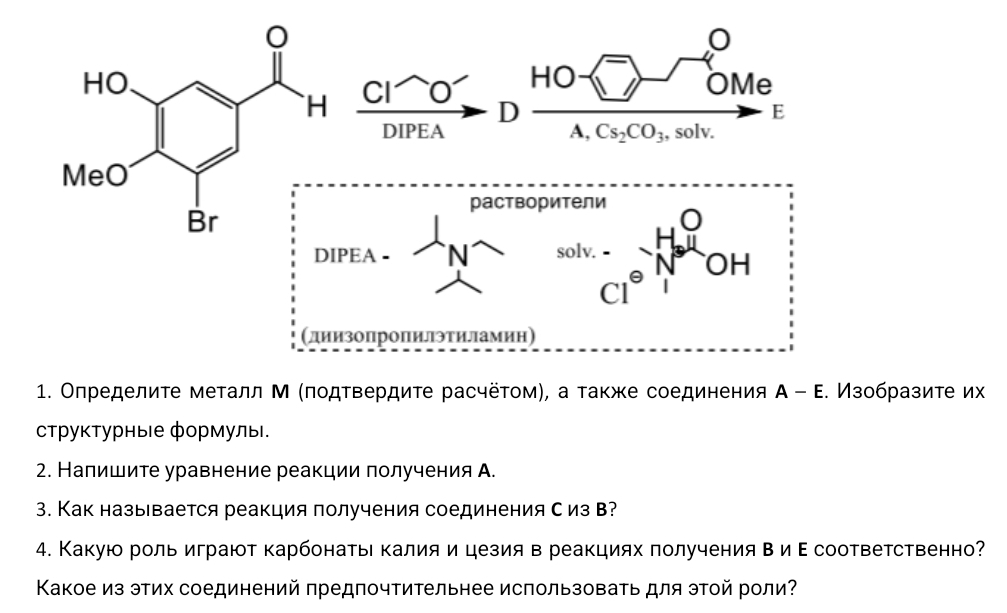 O
HO
H
MeO
Br
Cl
O
DIPEA
D
HO
O
OMe
A, Cs₂CO₃, solv.
E
растворители
DIPEA -
N
solv. -
H
O
N
OH
Cl⊖
(диизопропилэтиламин)
1. Определите металл М (подтвердите расчётом), а также соединения А – Е. Изобразите их
структурные формулы.
2. Напишите уравнение реакции получения А.
3. Как называется реакция получения соединения С из В?
4. Какую роль играют карбонаты калия и цезия в реакциях получения В и Е соответственно?
Какое из этих соединений предпочтительнее использовать для этой роли?